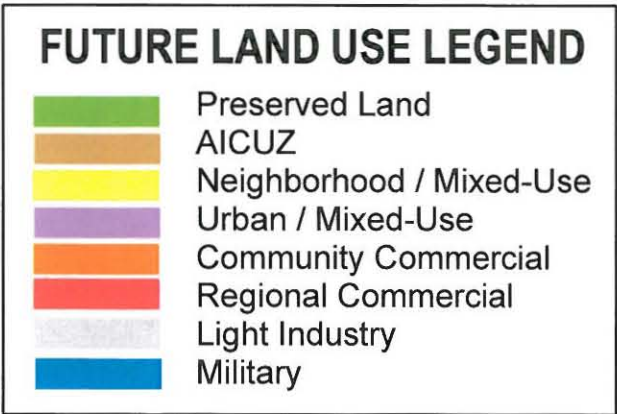 FUTURE LAND USE LEGEND
Preserved Land
AICUZ
Neighborhood / Mixed-Use
Urban / Mixed-Use
Community Commercial
Regional Commercial
Light Industry
Military